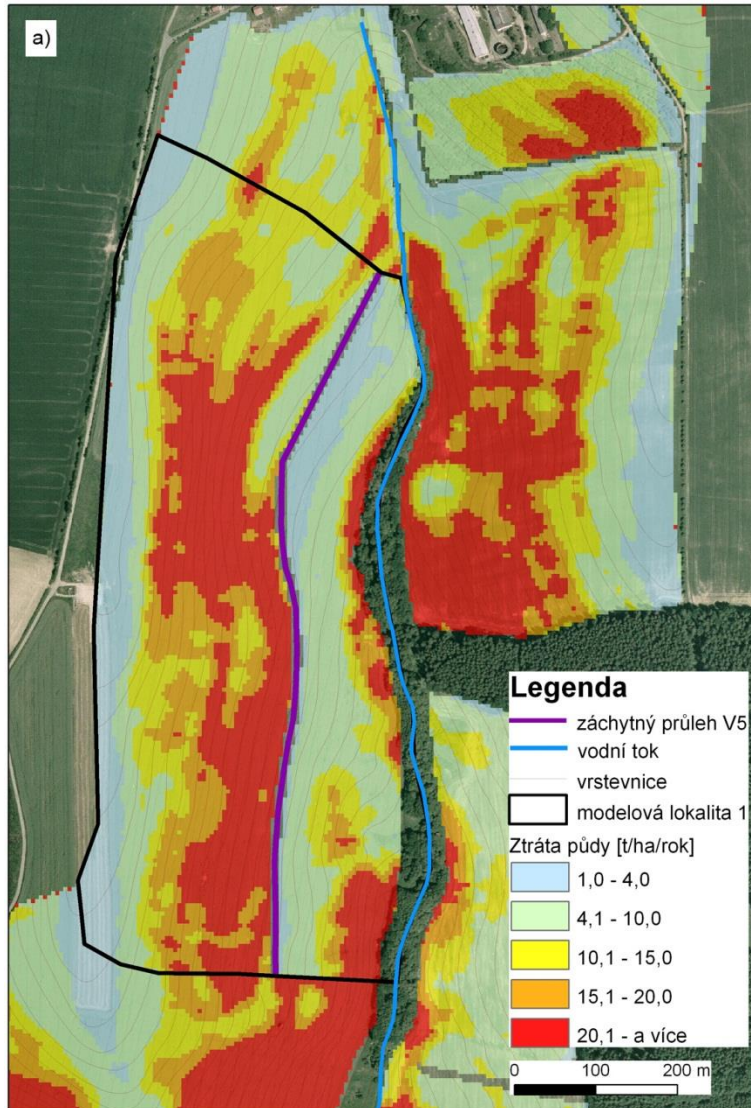 a)
Legenda
záchytný průleh V5
vodní tok
vrstevnice
modelová lokalita 1
Ztráta půdy [t/ha/rok]
1,0 - 4,0
4,1 - 10,0
10,1 - 15,0
15,1 - 20,0
20,1 - a více
0 100 200 m